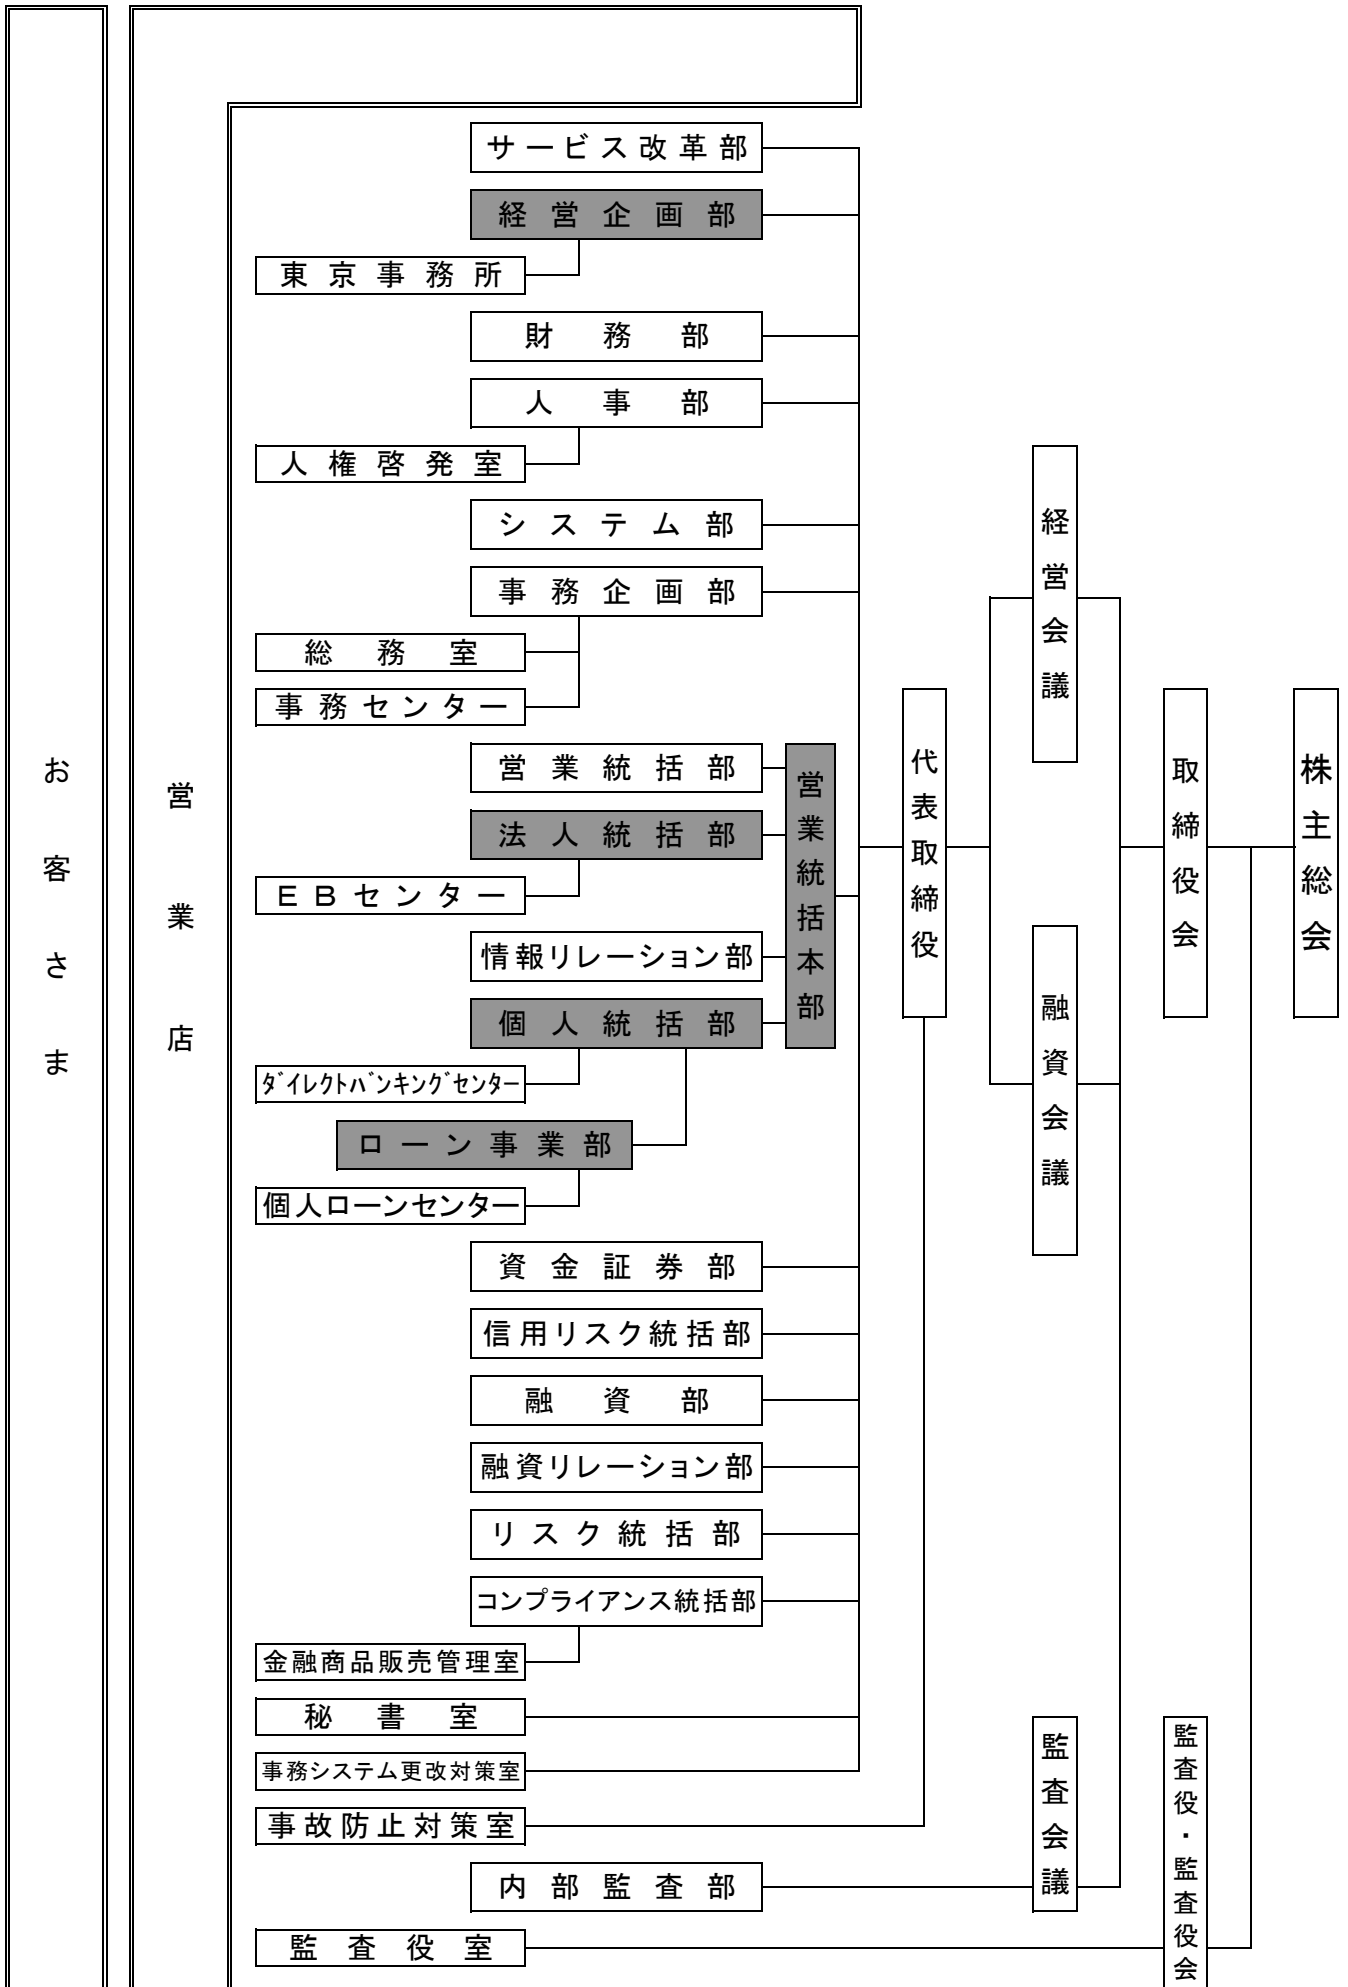 お客さま
営業店
サービス改革部
経営企画部
東京事務所
財務部
人事部
人権啓発室
システム部
事務企画部
総務室
事務センター
営業統括部
法人統括部
EBセンター
情報リレーション部
個人統括部
ダイレクトバンキングセンター
ローン事業部
個人ローンセンター
営業統括本部
資金証券部
信用リスク統括部
融資部
融資リレーション部
リスク統括部
コンプライアンス統括部
金融商品販売管理室
秘書室
事務システム更改対策室
事故防止対策室
内部監査部
監査役室
代表取締役
経営会議
融資会議
監査会議
取締役会
監査役・監査役会
株主総会